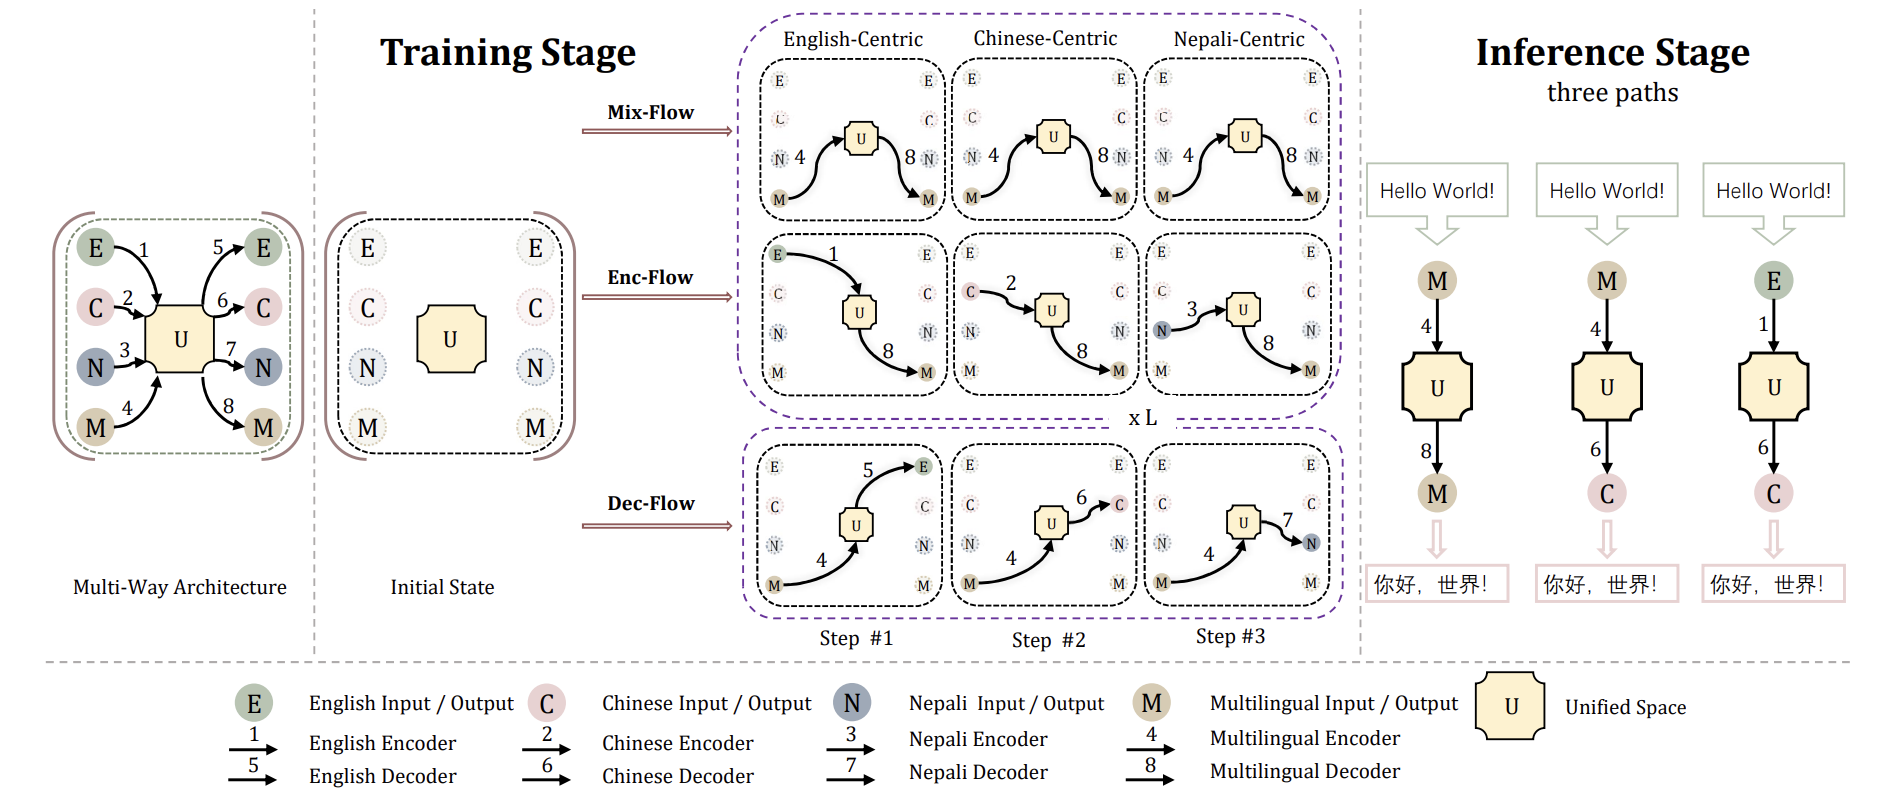 Training Stage
Inference Stage
three paths
English-Centric
Chinese-Centric
Nepali-Centric
Mix-Flow
E E
C C
N N
M M
4 U 8
E E
C C
N N
M M
4 U 8
E E
C C
N N
M M
4 U 8
Enc-Flow
E E
C C
N N
M M
1 U 8
E E
C C
N N
M M
2 U 8
E E
C C
N N
M M
3 U 8
x L
Dec-Flow
E E
C C
N N
M M
4 U 5
E E
C C
N N
M M
4 U 6
E E
C C
N N
M M
4 U 7
Step #1
Step #2
Step #3
E 1 5 E
C 2 6 C
U
N 3 7 N
M 4 8 M
Multi-Way Architecture
E E
C C
U
N N
M M
Initial State
Hello World!
M
4
U
8
M
你好，世界！
Hello World!
M
4
U
6
C
你好，世界！
Hello World!
E
1
U
6
C
你好，世界！
E English Input / Output
1 English Encoder
5 English Decoder
C Chinese Input / Output
2 Chinese Encoder
6 Chinese Decoder
N Nepali Input / Output
3 Nepali Encoder
7 Nepali Decoder
M Multilingual Input / Output
4 Multilingual Encoder
8 Multilingual Decoder
U Unified Space